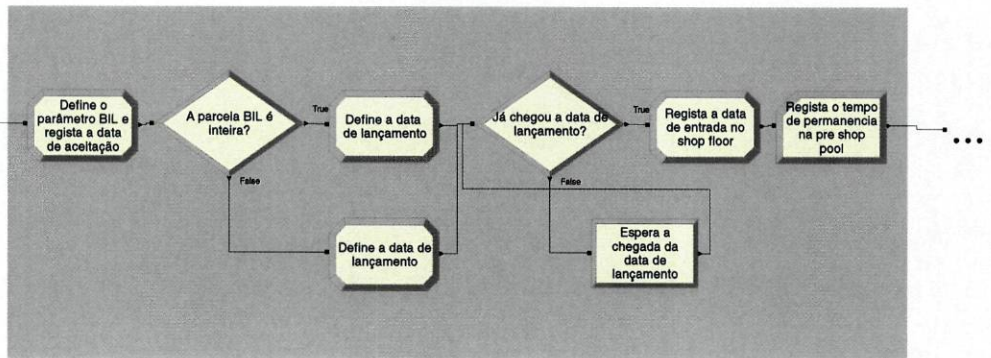 Define o
parâmetro BIL e
regista a data
de aceitação
A parcela BIL é
inteira?
True
False
Define a data
de lançamento
Define a data de
lançamento
Já chegou a data de
lançamento?
True
False
Espera a
chegada da
data de
lançamento
Regista a data
de entrada no
shop floor
Regista o tempo
de permanencia
na pre shop
pool
...